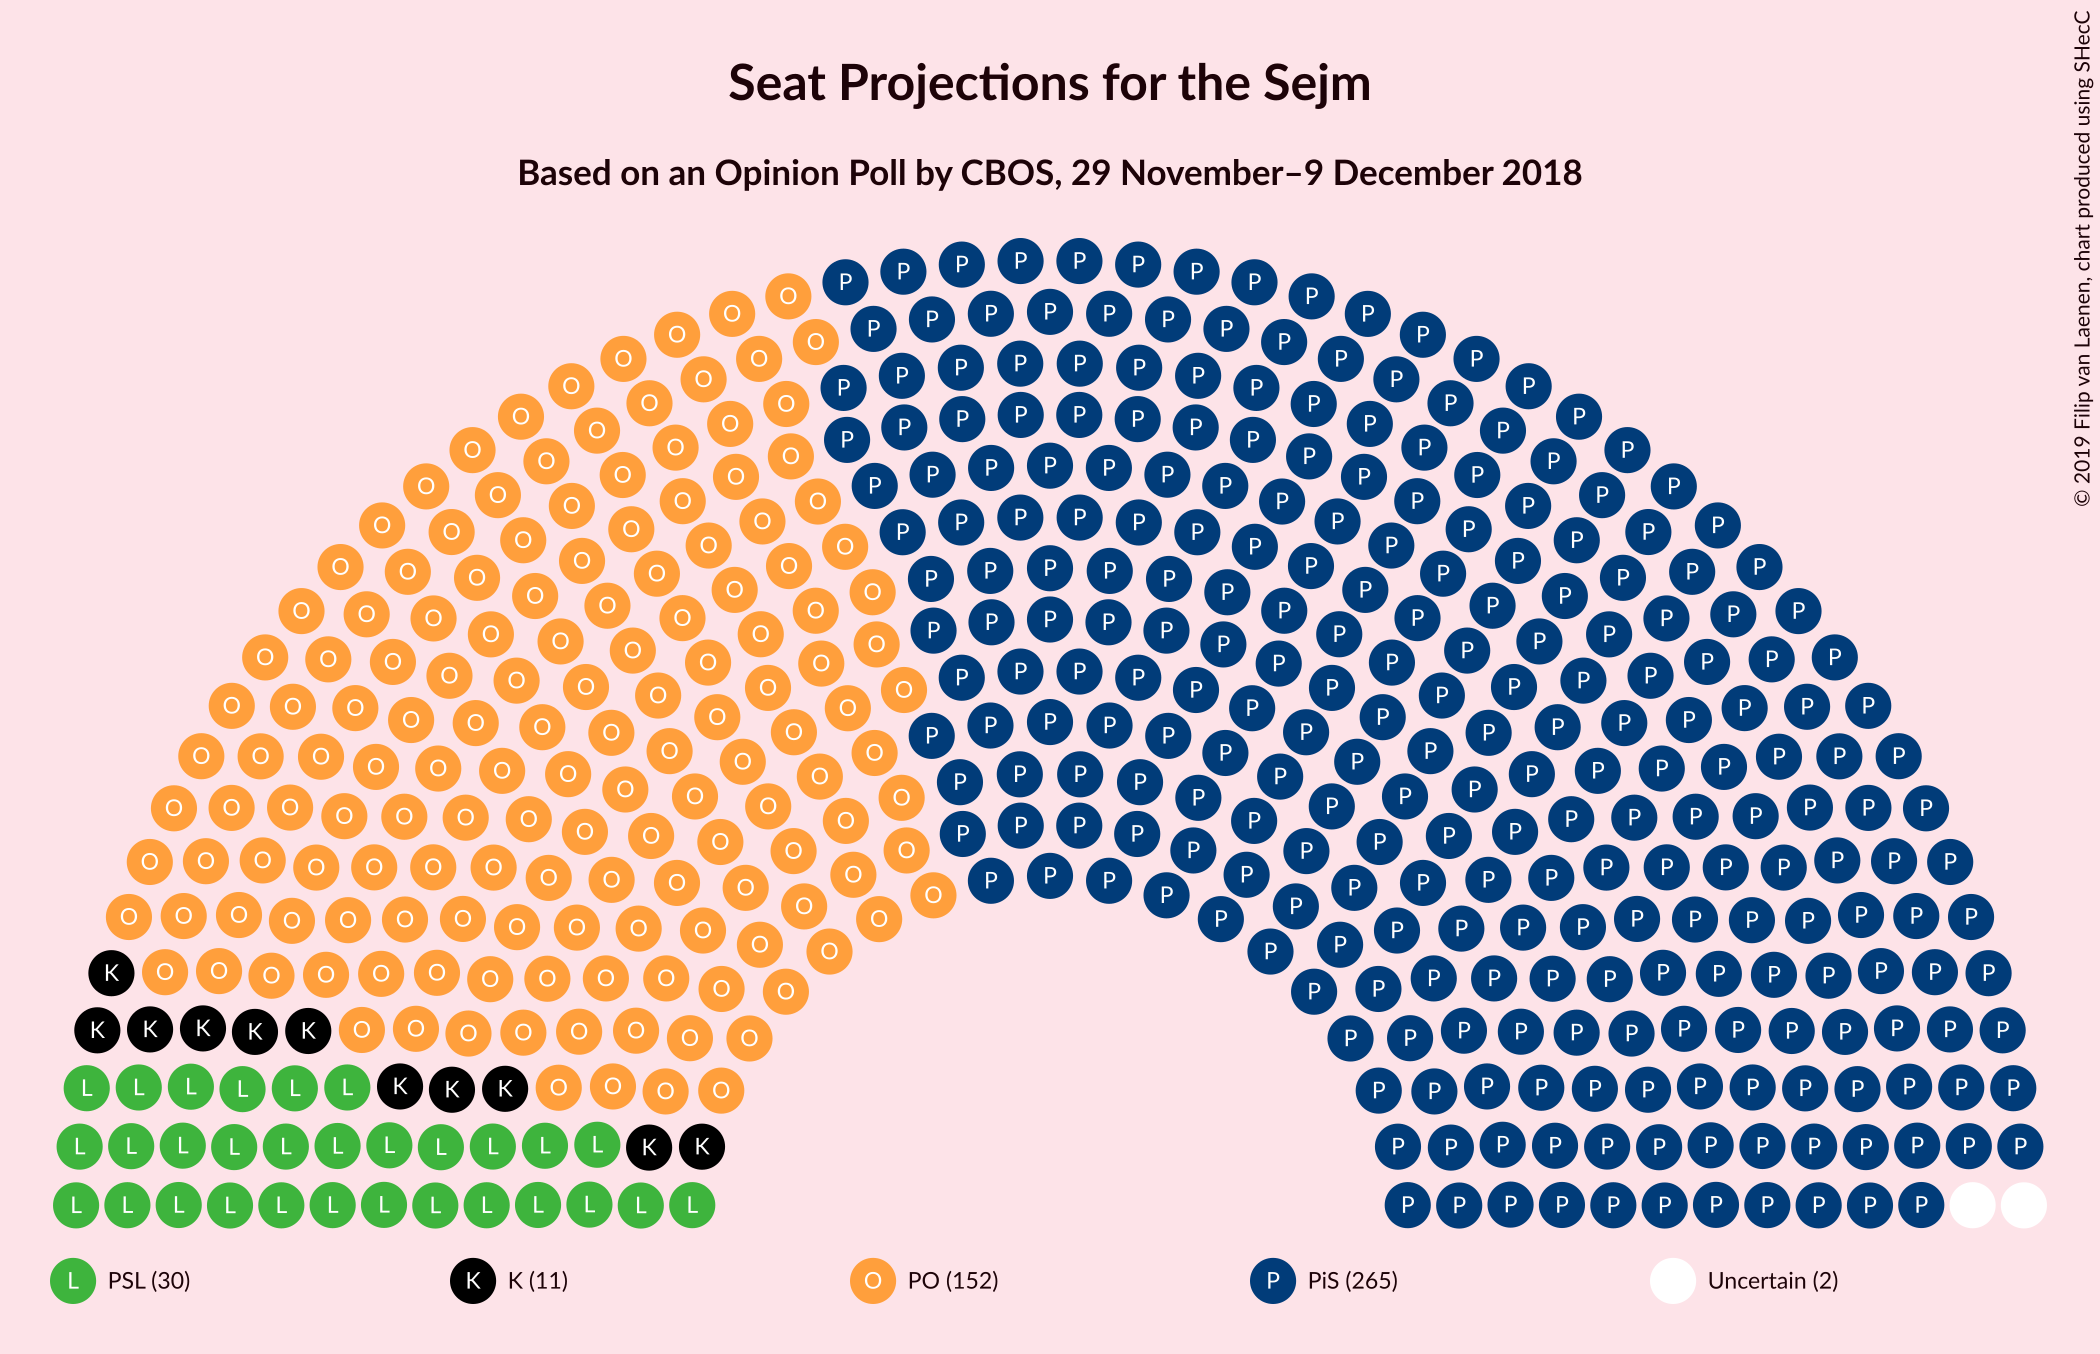 Seat Projections for the Sejm
Based on an Opinion Poll by CBOS, 29 November–9 December 2018
© 2019 Filip van Laenen, chart produced using SHecC
L PSL (30) K K (11) O PO (152) P PiS (265) Uncertain (2)